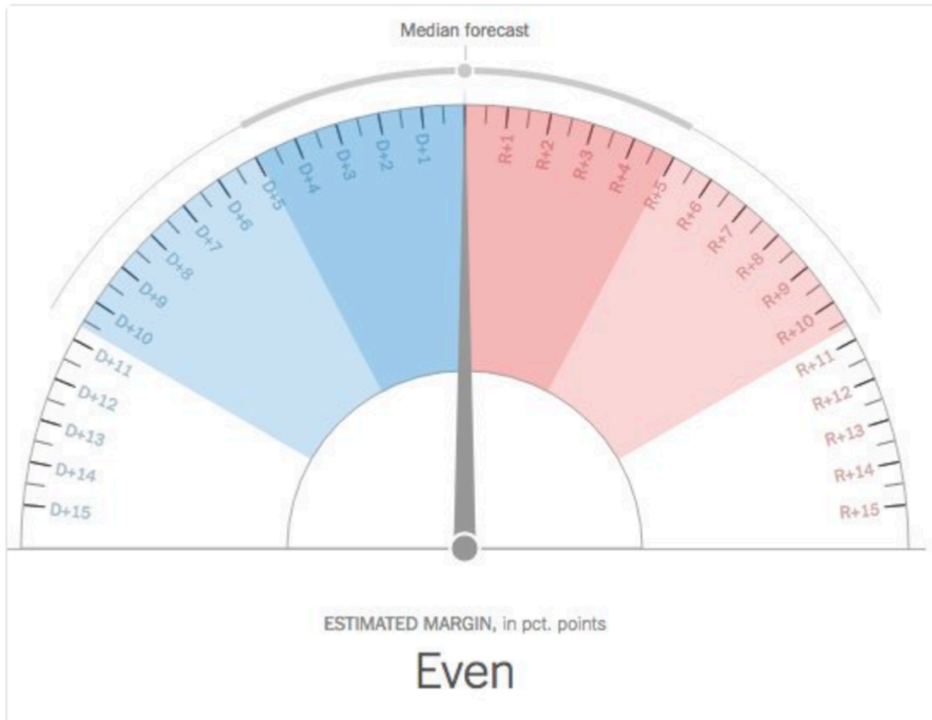 Median forecast
D+15
D+14
D+13
D+12
D+11
D+10
D+9
D+8
D+7
D+6
D+5
D+4
D+3
D+2
D+1
R+1
R+2
R+3
R+4
R+5
R+6
R+7
R+8
R+9
R+10
R+11
R+12
R+13
R+14
R+15
ESTIMATED MARGIN, in pct. points
Even